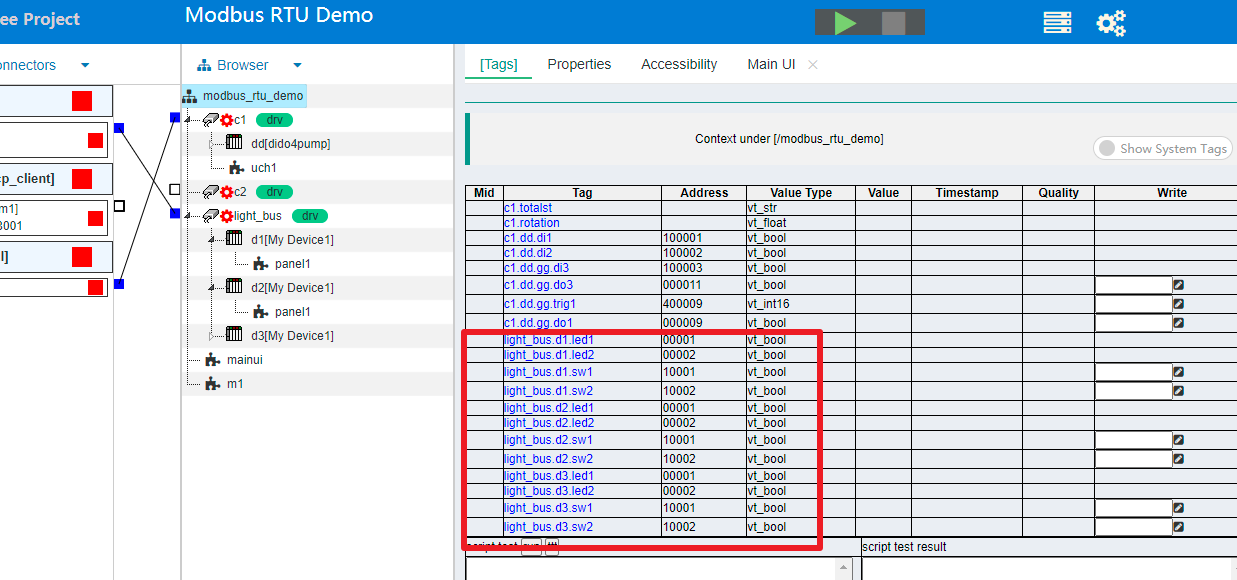 ee Project
Modbus RTU Demo
onnectors
Browser
[Tags] Properties Accessibility Main UI
modbus_rtu_demo
c1 drv
dd[dido4pump]
uch1
c2 drv
light_bus drv
d1[My Device1]
panel1
d2[My Device1]
panel1
d3[My Device1]
mainui
m1
p_client]
m1]
3001
l]
Context under [/modbus_rtu_demo]
Show System Tags
Mid Tag Address Value Type Value Timestamp Quality Write
c1.totalst vt_str
c1.rotation vt_float
c1.dd.di1 100001 vt_bool
c1.dd.di2 100002 vt_bool
c1.dd.gg.di3 100003 vt_bool
c1.dd.gg.do3 000011 vt_bool
c1.dd.gg.trig1 400009 vt_int16
c1.dd.gg.do1 000009 vt_bool
light_bus.d1.led1 00001 vt_bool
light_bus.d1.led2 00002 vt_bool
light_bus.d1.sw1 10001 vt_bool
light_bus.d1.sw2 10002 vt_bool
light_bus.d2.led1 00001 vt_bool
light_bus.d2.led2 00002 vt_bool
light_bus.d2.sw1 10001 vt_bool
light_bus.d2.sw2 10002 vt_bool
light_bus.d3.led1 00001 vt_bool
light_bus.d3.led2 00002 vt_bool
light_bus.d3.sw1 10001 vt_bool
light_bus.d3.sw2 10002 vt_bool
script test
script test result